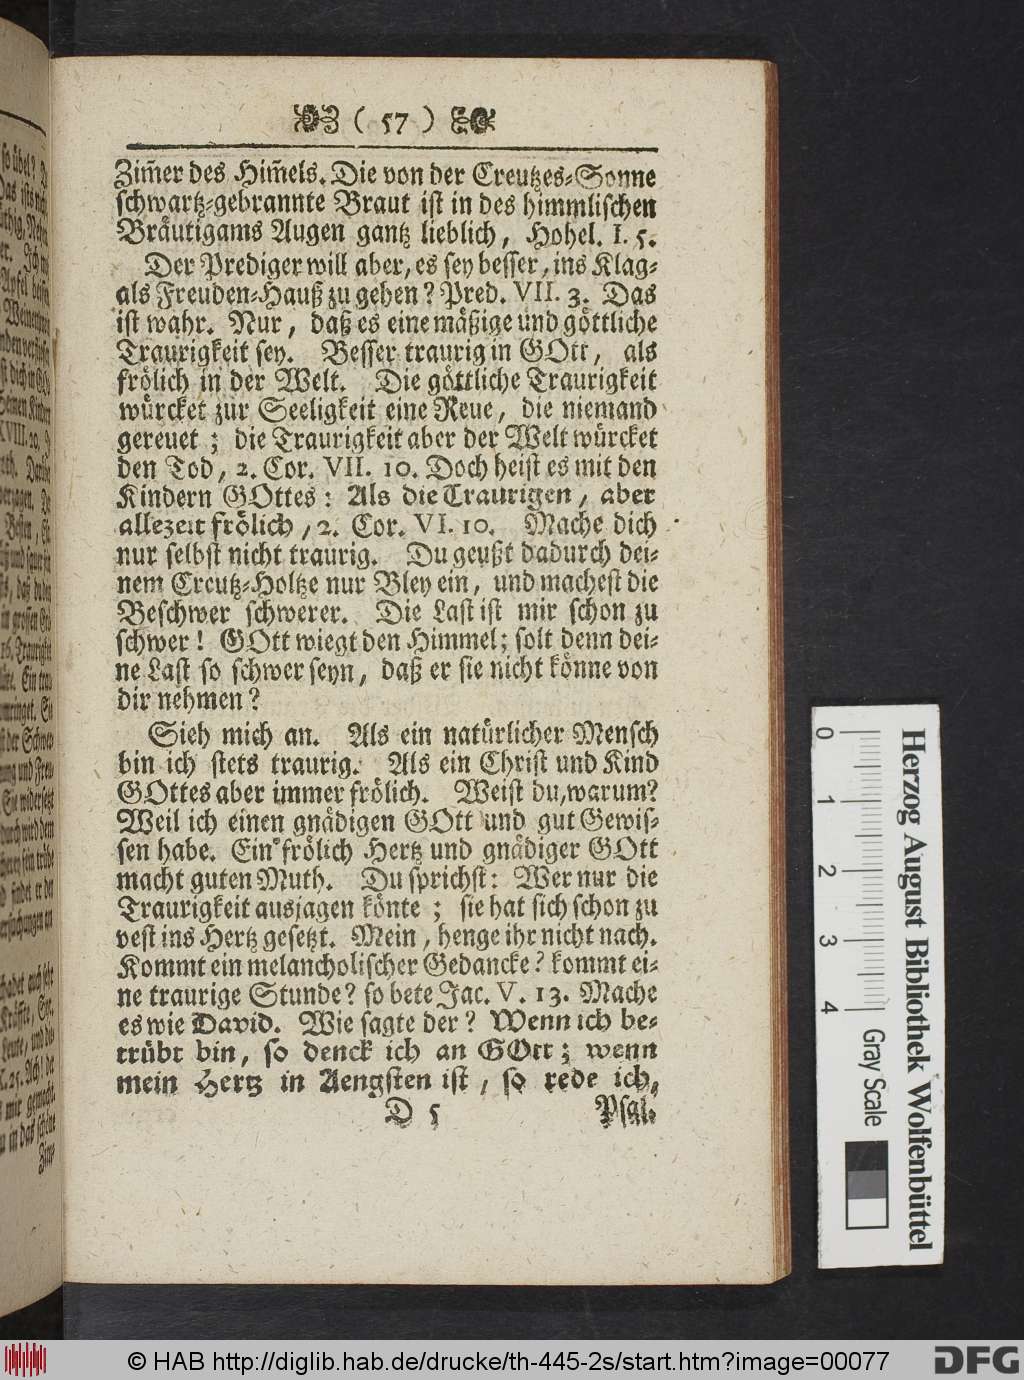 ( 57 )
Zim̃er des Him̃els. Die von der Creutzes-Sonne
schwartz-gebrannte Braut ist in des himmlischen
Bräutigams Augen gantz lieblich, Hohel. I. 5.
Der Prediger will aber, es sey besser, ins Klag-
als Freuden-Hauß zu gehen? Pred. VII. 3. Das
ist wahr. Nur, daß es eine mäßige und göttliche
Traurigkeit sey. Besser traurig in GOtt, als
frölich in der Welt. Die göttliche Traurigkeit
würcket zur Seeligkeit eine Reue, die niemand
gereuet; die Traurigkeit aber der Welt würcket
den Tod, 2. Cor. VII. 10. Doch heist es mit den
Kindern GOttes: Als die Traurigen, aber
allezeit frölich, 2. Cor. VI. 10. Mache dich
nur selbst nicht traurig. Du geußt dadurch dei-
nem Creutz-Holtze nur Bley ein, und machest die
Beschwer schwerer. Die Last ist mir schon zu
schwer! GOtt wiegt den Himmel; solt denn dei-
ne Last so schwer seyn, daß er sie nicht könne von
dir nehmen?
Sieh mich an. Als ein natürlicher Mensch
bin ich stets traurig. Als ein Christ und Kind
GOttes aber immer frölich. Weist du, warum?
Weil ich einen gnädigen GOtt und gut Gewis-
sen habe. Ein frölich Hertz und gnädiger GOtt
macht guten Muth. Du sprichst: Wer nur die
Traurigkeit ausjagen könte; sie hat sich schon zu
vest ins Hertz gesetzt. Mein, henge ihr nicht nach.
Kommt ein melancholischer Gedancke? kommt ei-
ne traurige Stunde? so bete Jac. V. 13. Mache
es wie David. Wie sagte der? Wenn ich be-
trübt bin, so denck ich an GOtt; wenn
mein Hertz in Aengsten ist, so rede ich,
D 5 Psal.
0 1 2 3 4 Gray Scale
Herzog August Bibliothek Wolfenbüttel
© HAB http://diglib.hab.de/drucke/th-445-2s/start.htm?image=00077
DFG